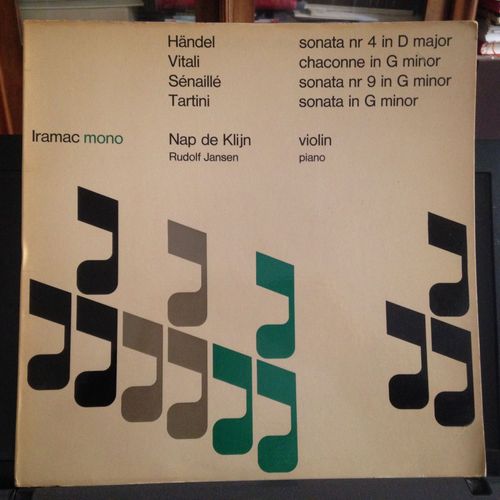 Händel sonata nr 4 in D major
Vitali chaconne in G minor
Sénaillé sonata nr 9 in G minor
Tartini sonata in G minor
Iramac mono Nap de Klijn violin
Rudolf Jansen piano